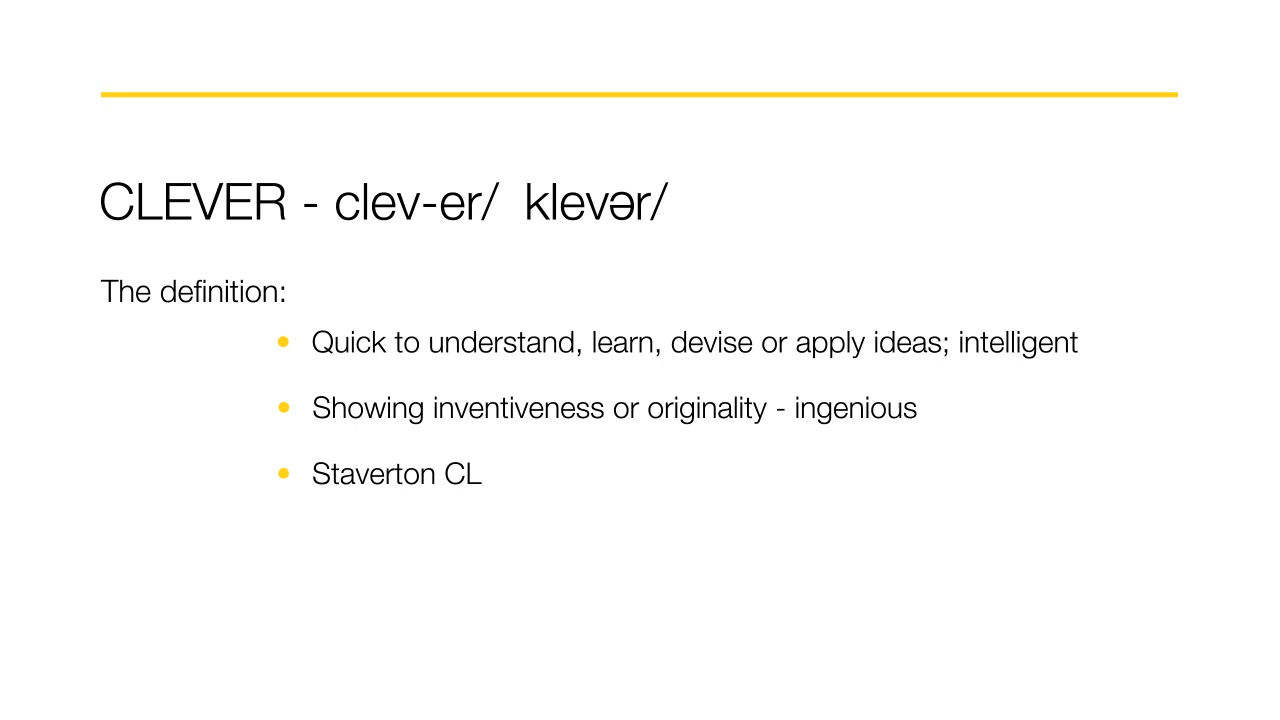 CLEVER - clev-er/ klevər/
The definition:
• Quick to understand, learn, devise or apply ideas; intelligent
• Showing inventiveness or originality - ingenious
• Staverton CL